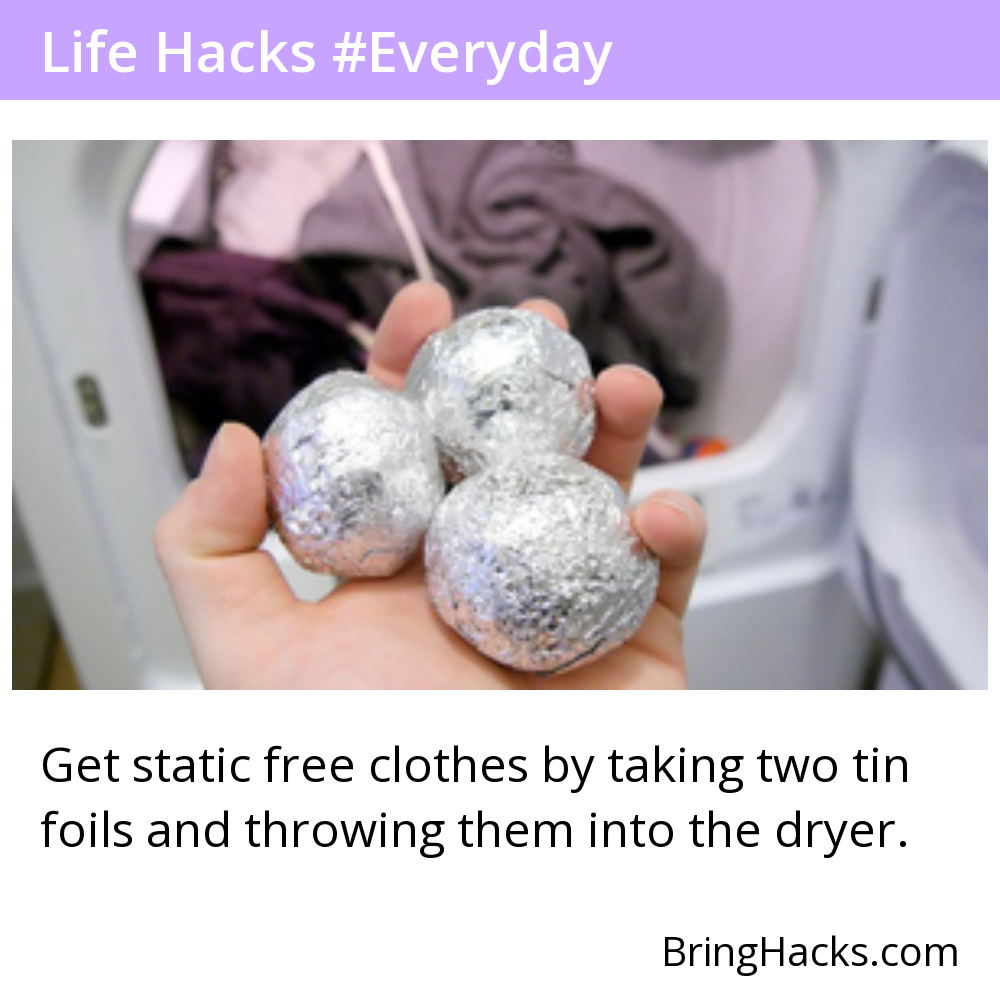 Life Hacks #Everyday
Get static free clothes by taking two tin
foils and throwing them into the dryer.
BringHacks.com